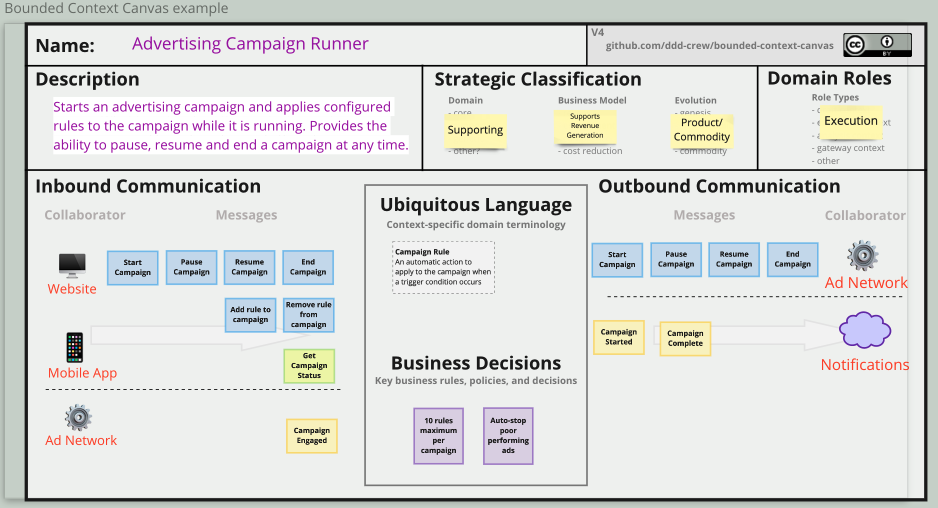 Bounded Context Canvas example
Name:
Advertising Campaign Runner
V4
github.com/ddd-crew/bounded-context-canvas
cc
BY
Description
Starts an advertising campaign and applies configured
rules to the campaign while it is running. Provides the
ability to pause, resume and end a campaign at any time.
Strategic Classification
Domain
- core
Supporting
- other?
Business Model
Supports
Revenue
Generation
- cost reduction
Evolution
- genesis
Product/
Commodity
- commodity
Domain Roles
Role Types
Execution
- gateway context
- other
Inbound Communication
Collaborator
Messages
Website
Start
Campaign
Pause
Campaign
Resume
Campaign
End
Campaign
Add rule to
campaign
Remove rule
from
campaign
Mobile App
Get
Campaign
Status
Ad Network
Campaign
Engaged
Ubiquitous Language
Context-specific domain terminology
Campaign Rule
An automatic action to
apply to the campaign when
a trigger condition occurs
Business Decisions
Key business rules, policies, and decisions
10 rules
maximum
per
campaign
Auto-stop
poor
performing
ads
Outbound Communication
Messages
Collaborator
Start
Campaign
Pause
Campaign
Resume
Campaign
End
Campaign
Ad Network
Campaign
Started
Campaign
Complete
Notifications